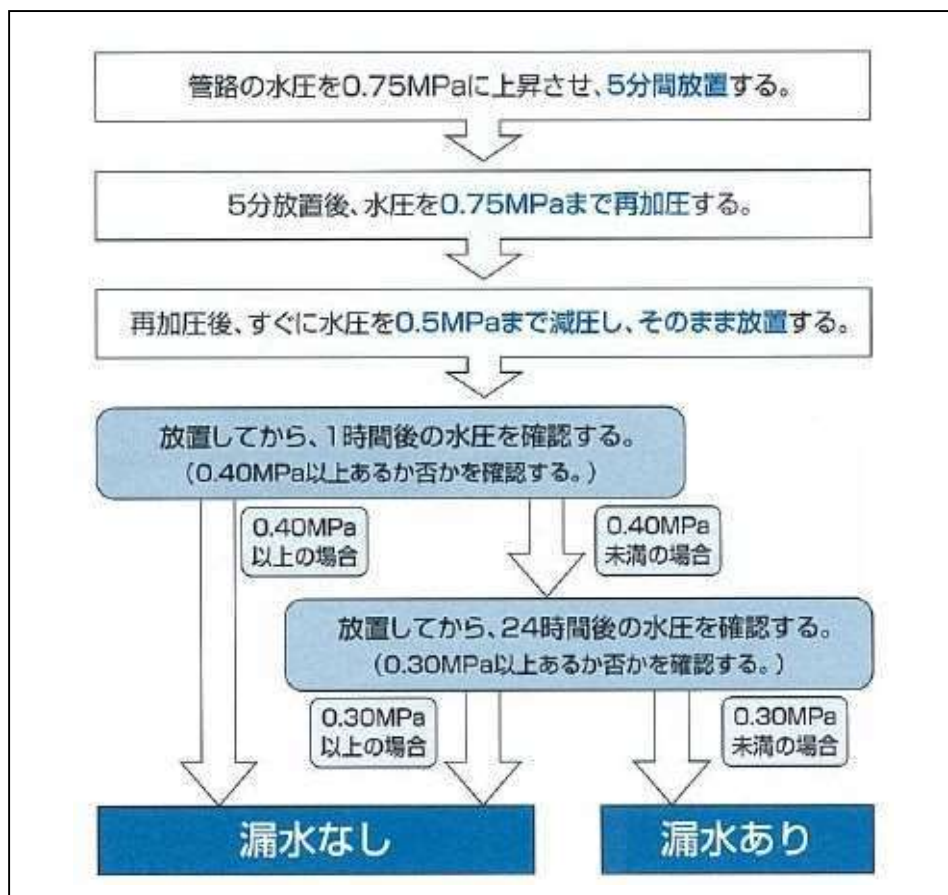 管路の水圧を0.75MPaに上昇させ、5分間放置する。
5分放置後、水圧を0.75MPaまで再加圧する。
再加圧後、すぐに水圧を0.5MPaまで減圧し、そのまま放置する。
放置してから、1時間後の水圧を確認する。
(0.40MPa以上あるか否かを確認する。)
0.40MPa
以上の場合
0.40MPa
未満の場合
放置してから、24時間後の水圧を確認する。
(0.30MPa以上あるか否かを確認する。)
0.30MPa
以上の場合
0.30MPa
未満の場合
漏水なし
漏水あり